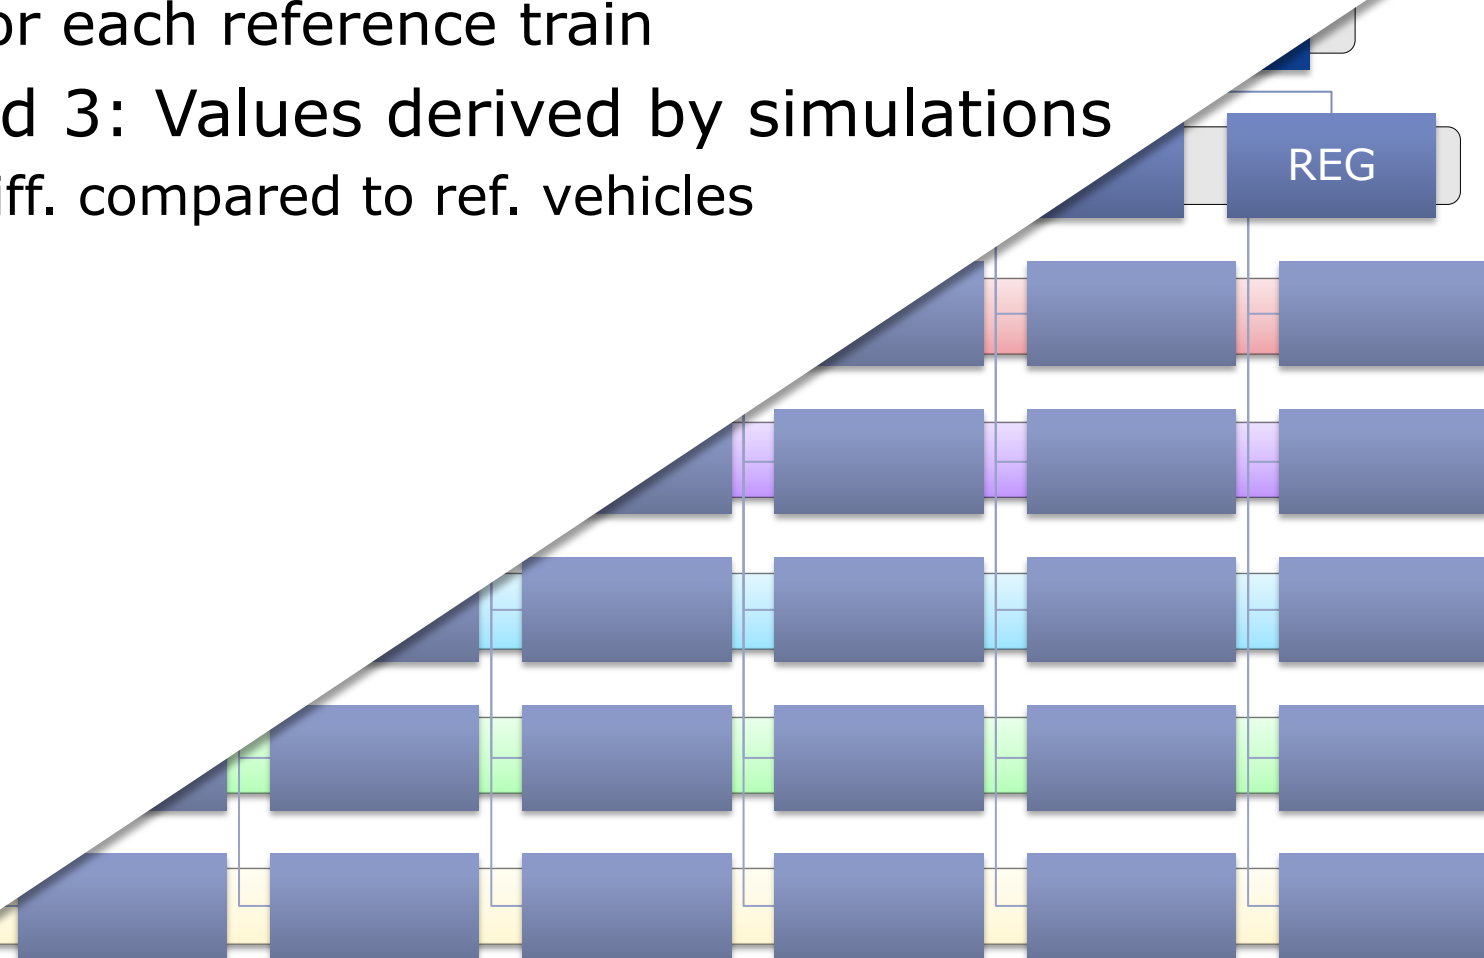 or each reference train
d 3: Values derived by simulations
iff. compared to ref. vehicles
REG